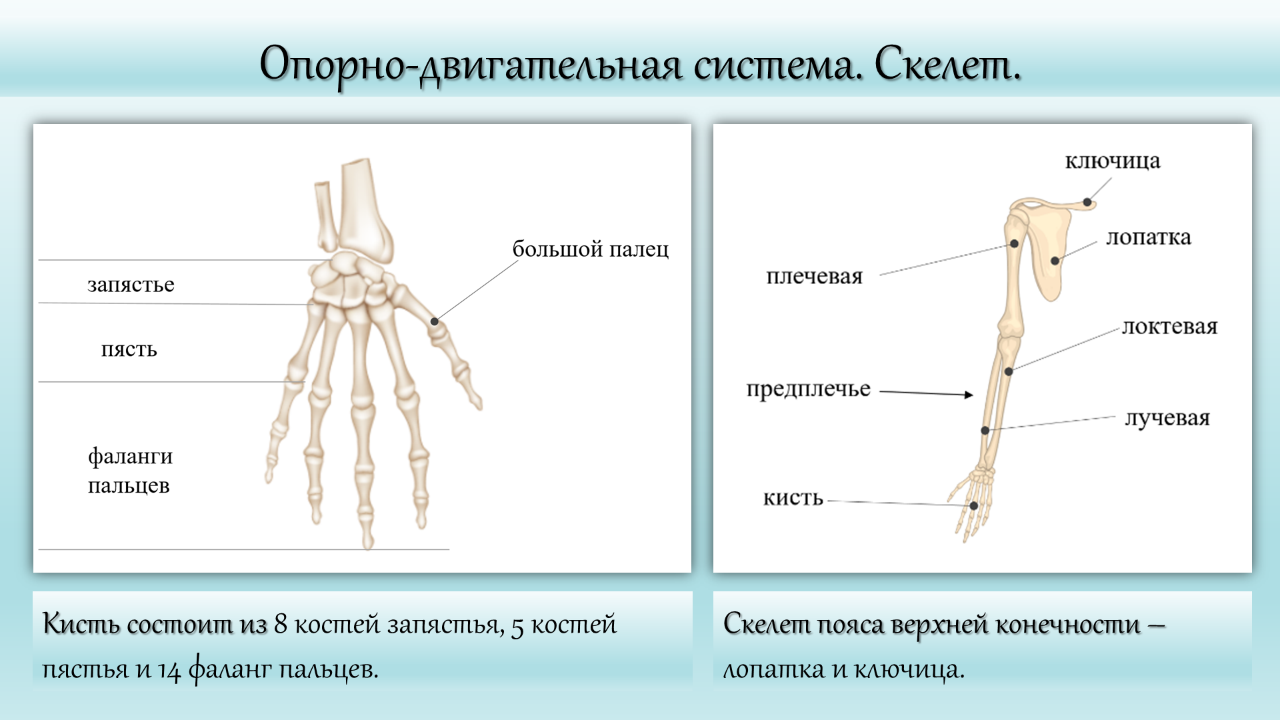 Опорно-двигательная система. Скелет.
большой палец
запястье
пясть
фаланги
пальцев
ключица
лопатка
плечевая
локтевая
предплечье
лучевая
кисть
Кисть состоит из 8 костей запястья, 5 костей
пястья и 14 фаланг пальцев.
Скелет пояса верхней конечности –
лопатка и ключица.